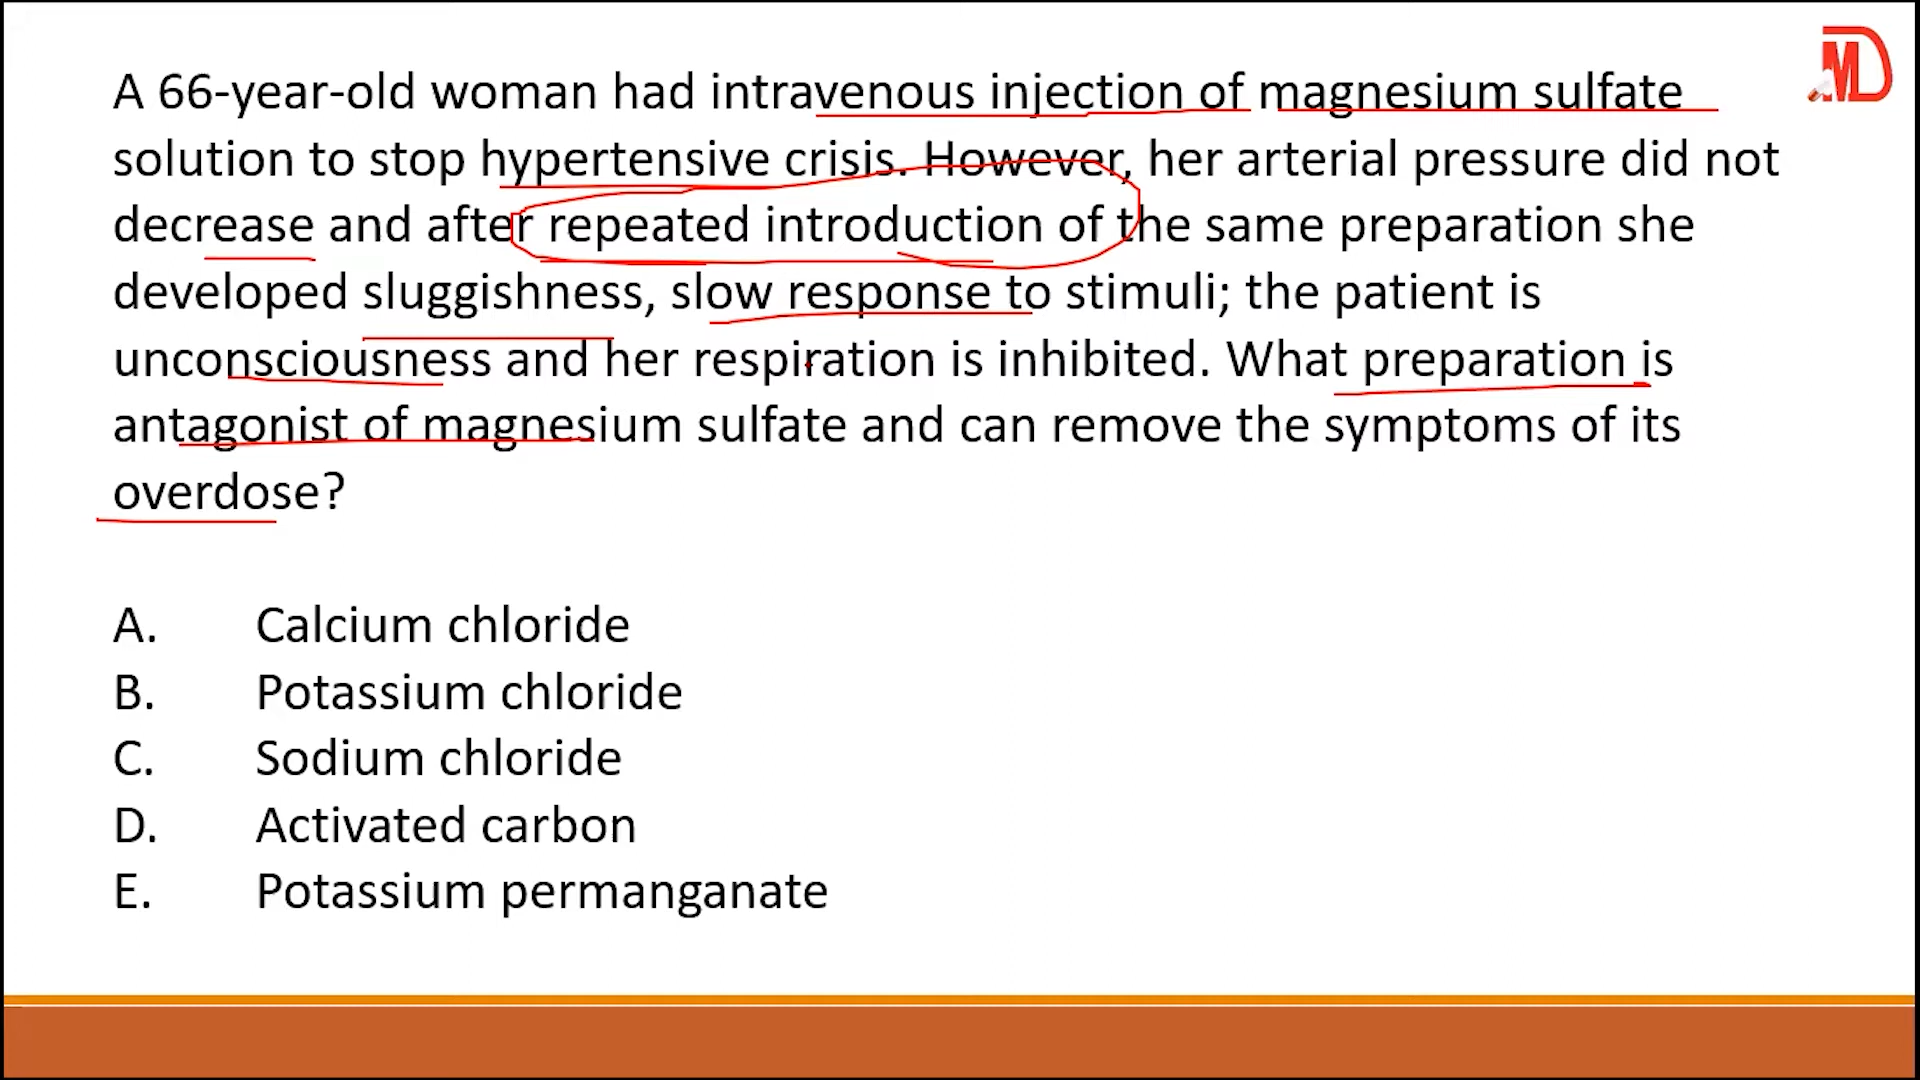 MD
A 66-year-old woman had intravenous injection of magnesium sulfate
solution to stop hypertensive crisis. However, her arterial pressure did not
decrease and after repeated introduction of the same preparation she
developed sluggishness, slow response to stimuli; the patient is
unconsciousness and her respiration is inhibited. What preparation is
antagonist of magnesium sulfate and can remove the symptoms of its
overdose?
A. Calcium chloride
B. Potassium chloride
C. Sodium chloride
D. Activated carbon
E. Potassium permanganate